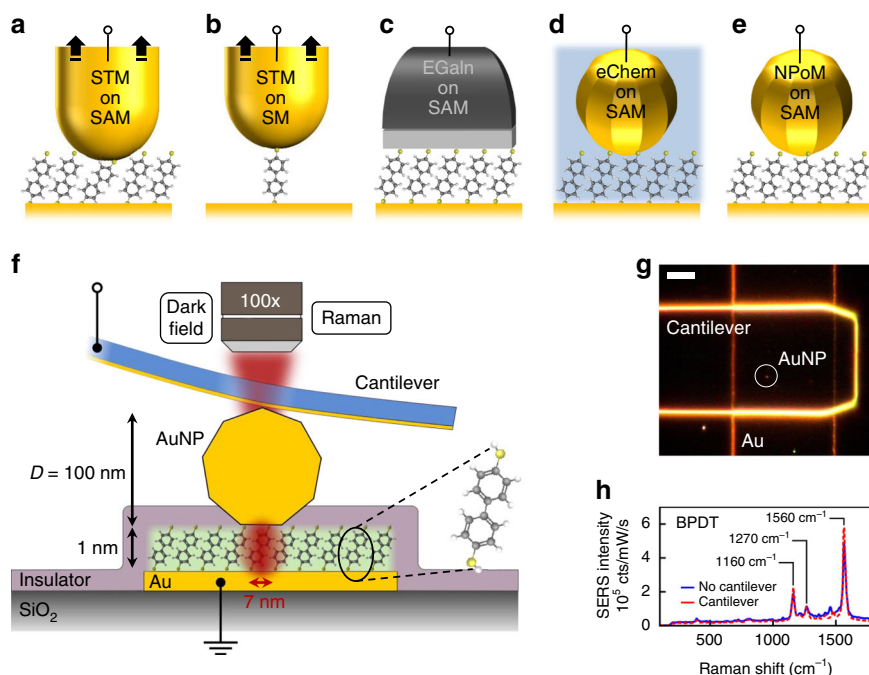 a
STM
on
SAM
b
STM
on
SM
c
EGaIn
on
SAM
d
eChem
on
SAM
e
NPoM
on
SAM
f
Dark
field
100x
Raman
Cantilever
AuNP
D = 100 nm
1 nm
Insulator
Au
7 nm
SiO₂
g
Cantilever
AuNP
Au
h
BPDT
1560 cm⁻¹
1270 cm⁻¹
1160 cm⁻¹
SERS intensity
10⁵ cts/mW/s
6
4
2
0
No cantilever
Cantilever
500
1000
1500
Raman shift (cm⁻¹)